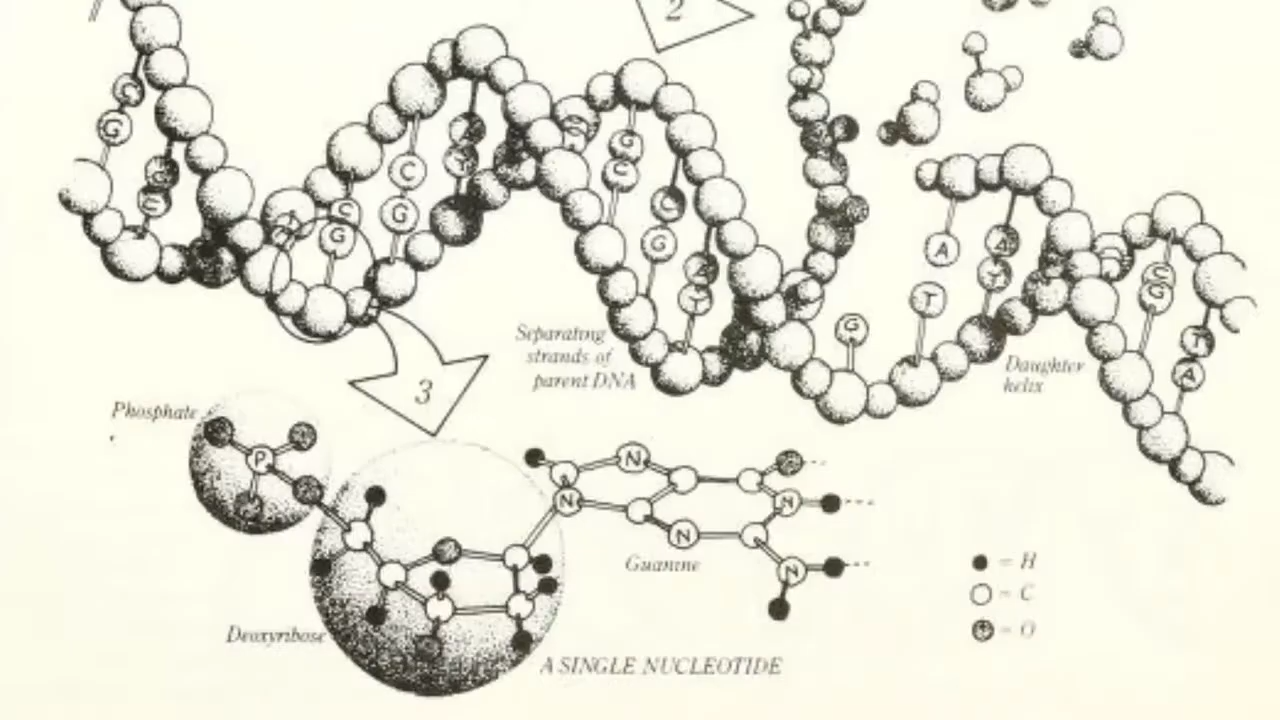 2
C
G
G
C
C
G
C
G
A
T
G
C
C
G
A
T
G
A
T
A
T
C
G
T
A
Separating
strands of
parent DNA
Daughter
helix
3
Phosphate
P
N
N
N
N
N
Guanine
Deoxyribose
= H
= C
= O
A SINGLE NUCLEOTIDE